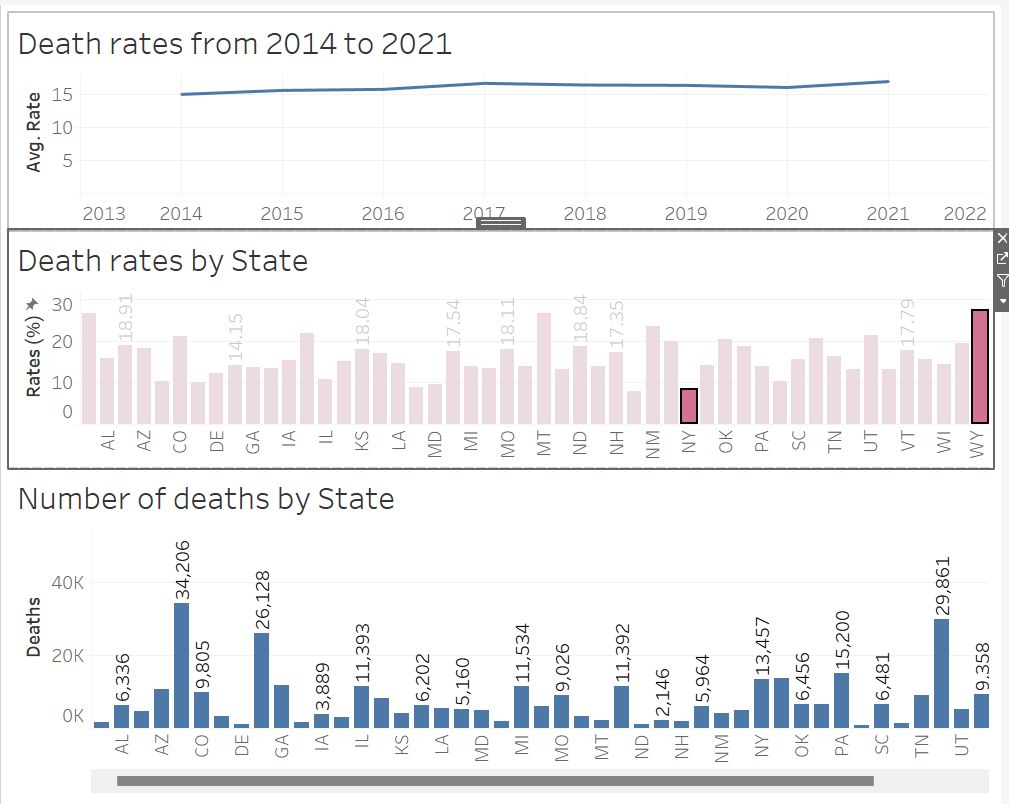 Death rates from 2014 to 2021
Avg. Rate
15
10
5
2013 2014 2015 2016 2017 2018 2019 2020 2021 2022
Death rates by State
Rates (%)
30
20
10
0
18.91 14.15 18.04 17.54 18.11 18.84 17.35 17.79
AL AZ CO DE GA IA IL KS LA MD MI MO MT ND NH NM NY OK PA SC TN UT VT WI WY
Number of deaths by State
Deaths
40K
20K
0K
6,336 34,206 9,805 26,128 3,889 11,393 6,202 5,160 11,534 9,026 11,392 2,146 5,964 13,457 6,456 15,200 6,481 29,861 9,358
AL AZ CO DE GA IA IL KS LA MD MI MO MT ND NH NM NY OK PA SC TN UT